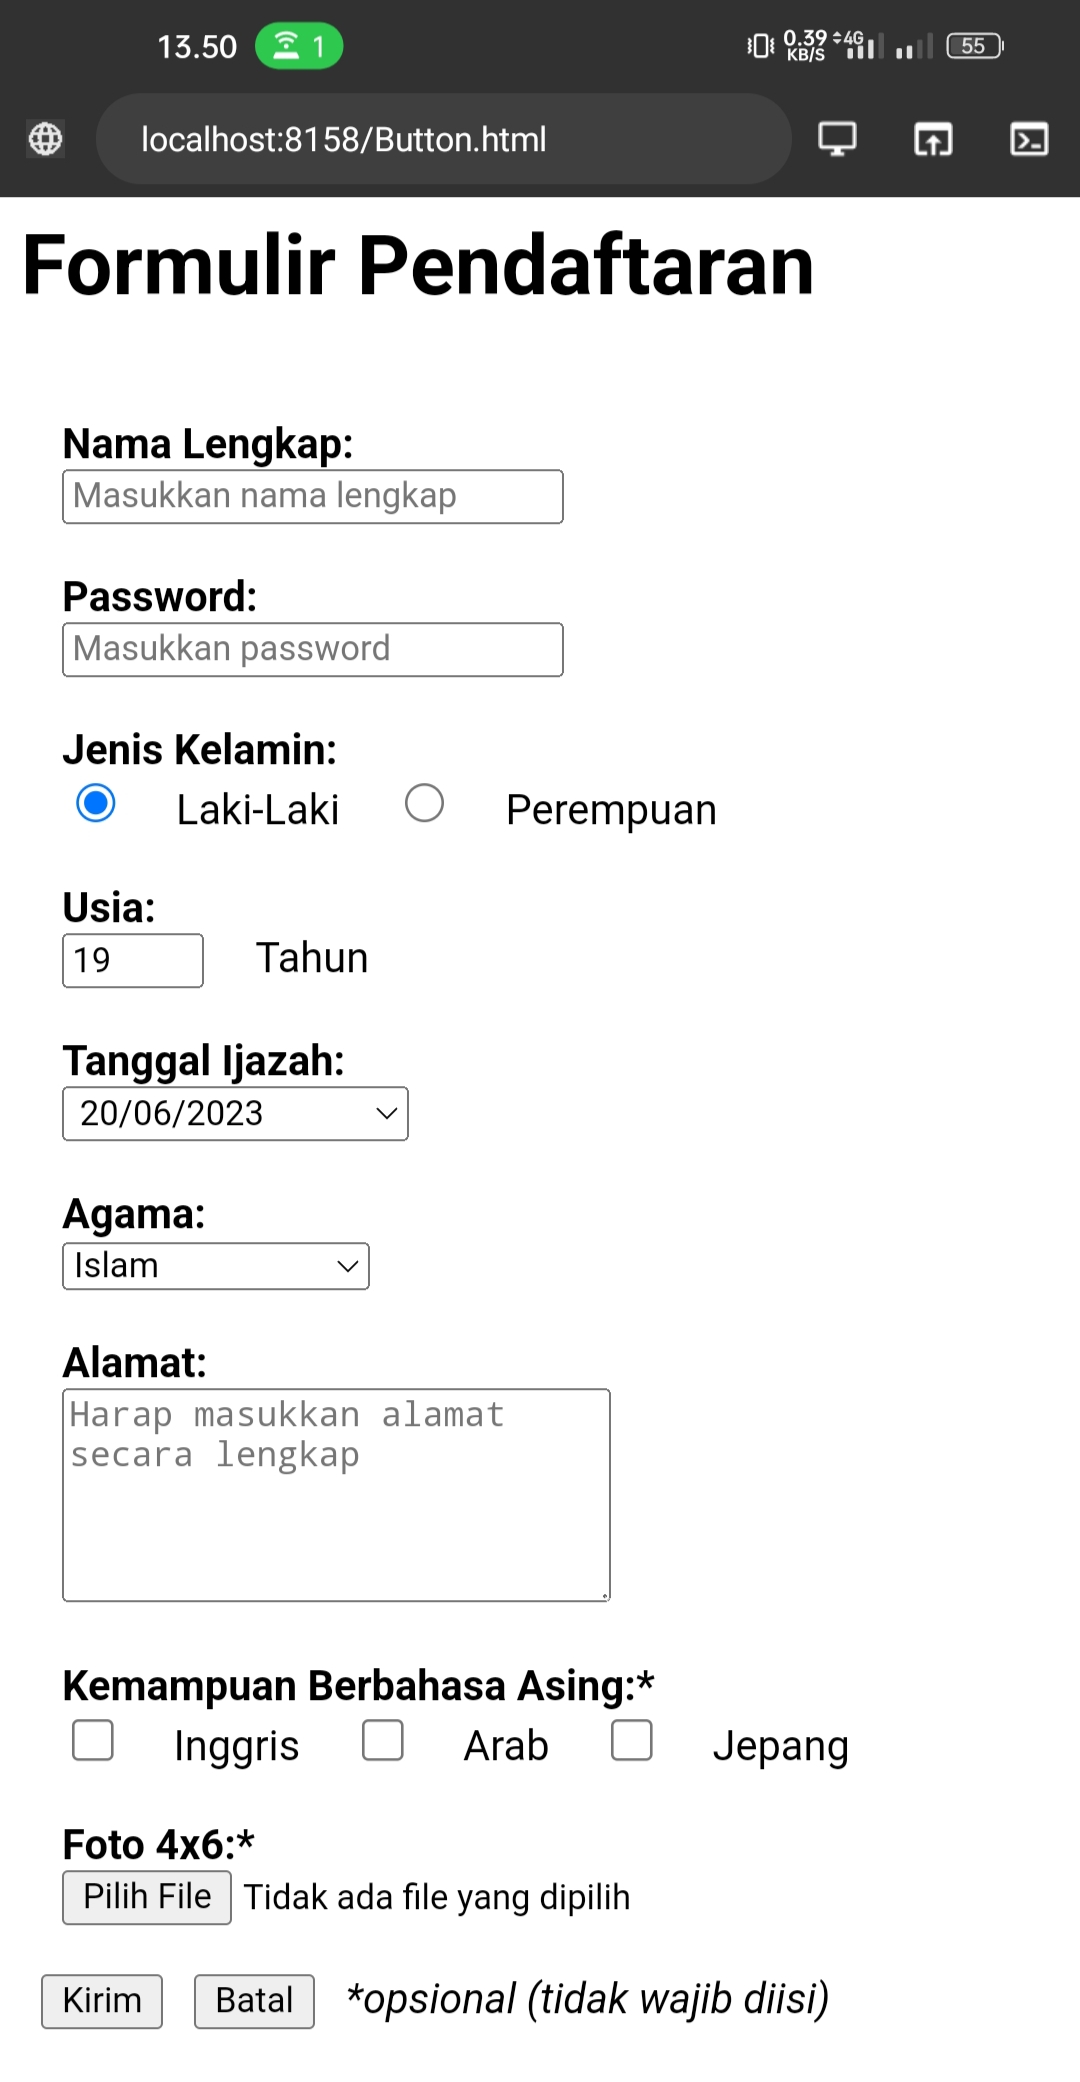 13.50 1 0.39 KB/S 4G 55
localhost:8158/Button.html
Formulir Pendaftaran
Nama Lengkap:
Masukkan nama lengkap
Password:
Masukkan password
Jenis Kelamin:
Laki-Laki Perempuan
Usia:
19 Tahun
Tanggal Ijazah:
20/06/2023
Agama:
Islam
Alamat:
Harap masukkan alamat
secara lengkap
Kemampuan Berbahasa Asing:*
Inggris Arab Jepang
Foto 4x6:*
Pilih File Tidak ada file yang dipilih
Kirim Batal *opsional (tidak wajib diisi)